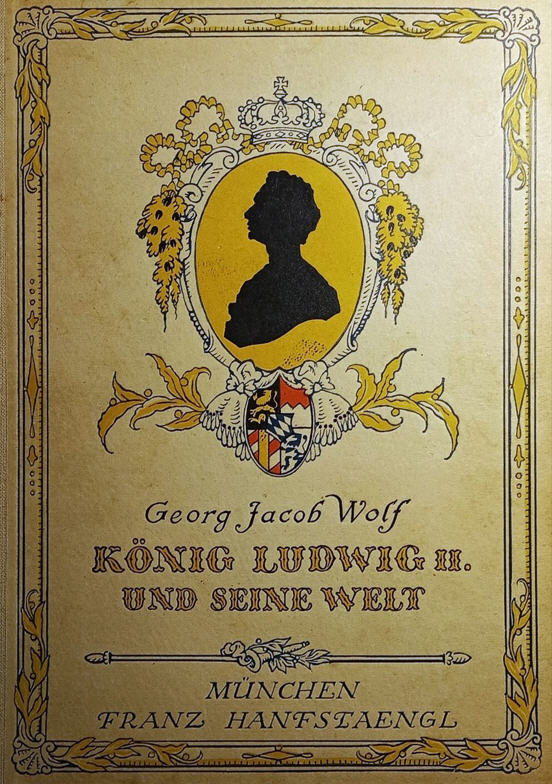 Georg Jacob Wolf
KÖNIG LUDWIG II.
UND SEINE WELT
MÜNCHEN
FRANZ HANFSTAENGL